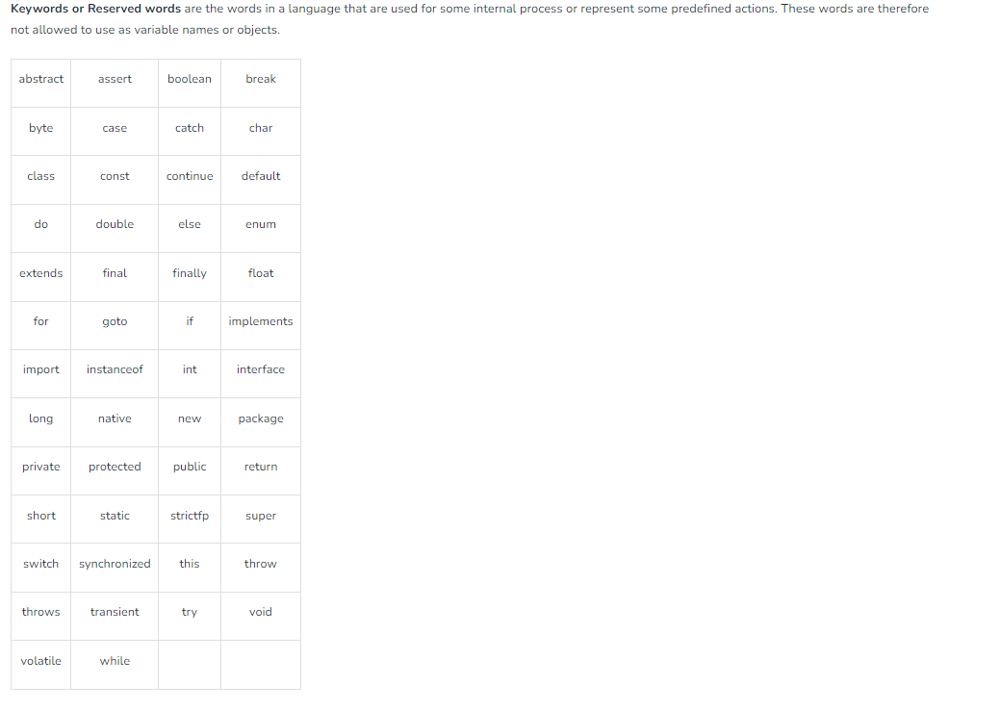 Keywords or Reserved words are the words in a language that are used for some internal process or represent some predefined actions. These words are therefore
not allowed to use as variable names or objects.
abstract assert boolean break
byte case catch char
class const continue default
do double else enum
extends final finally float
for goto if implements
import instanceof int interface
long native new package
private protected public return
short static strictfp super
switch synchronized this throw
throws transient try void
volatile while